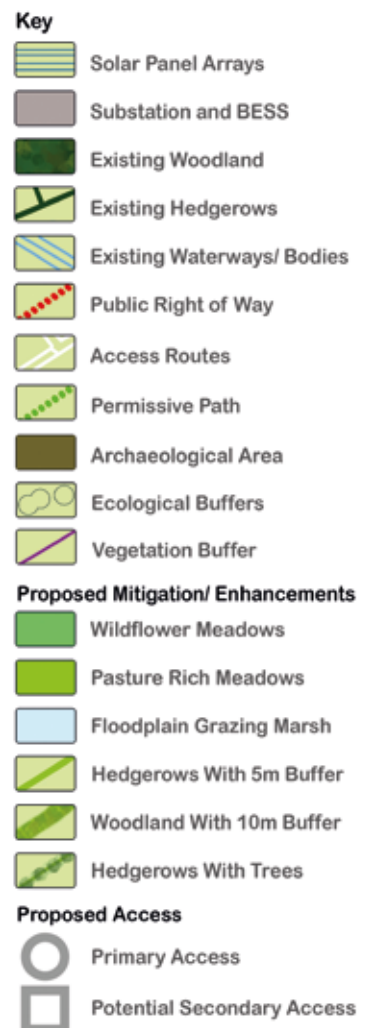 Key
Solar Panel Arrays
Substation and BESS
Existing Woodland
Existing Hedgerows
Existing Waterways/ Bodies
Public Right of Way
Access Routes
Permissive Path
Archaeological Area
Ecological Buffers
Vegetation Buffer
Proposed Mitigation/ Enhancements
Wildflower Meadows
Pasture Rich Meadows
Floodplain Grazing Marsh
Hedgerows With 5m Buffer
Woodland With 10m Buffer
Hedgerows With Trees
Proposed Access
Primary Access
Potential Secondary Access